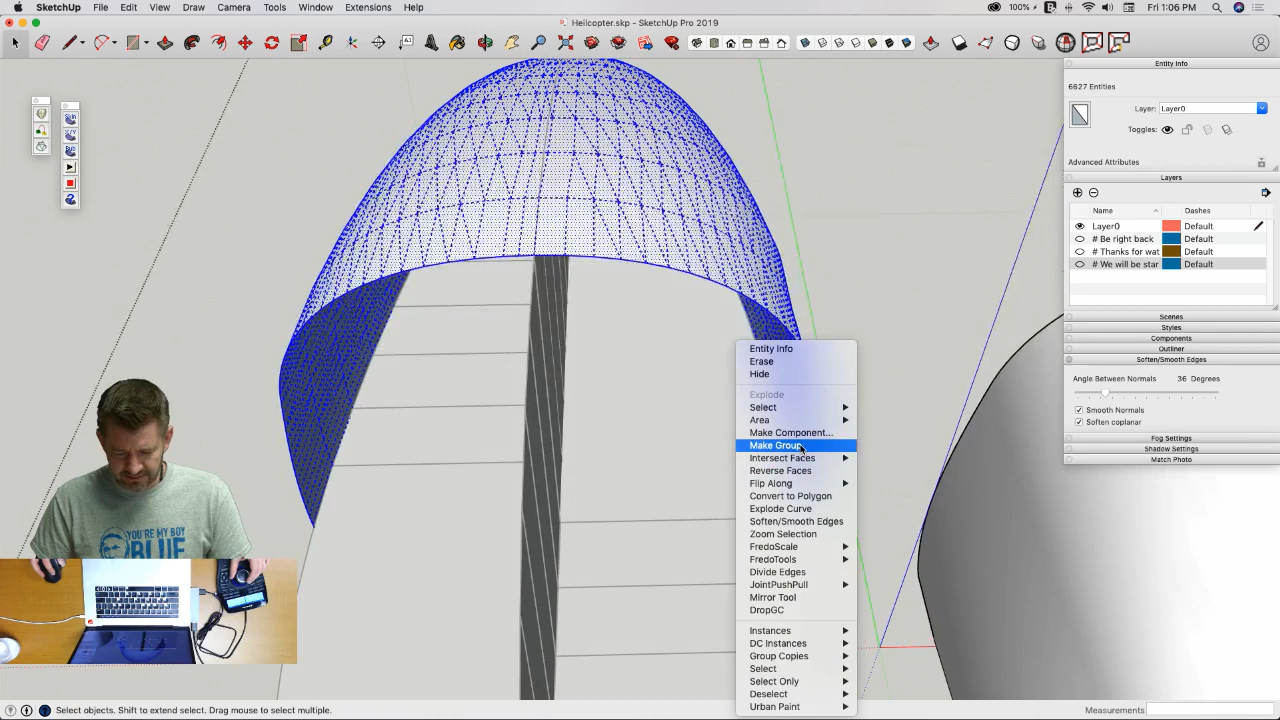 SketchUp File Edit View Draw Camera Tools Window Extensions Help
100% Fri 1:06 PM
Helicopter.skp - SketchUp Pro 2019
Entity Info
6627 Entities
Layer: Layer0
Toggles:
Advanced Attributes
Layers
Name Dashes
Layer0 Default
# Be right back Default
# Thanks for wat Default
# We will be star Default
Scenes
Styles
Components
Outliner
Soften/Smooth Edges
Angle Between Normals 36 Degrees
Smooth Normals
Soften coplanar
Fog Settings
Shadow Settings
Match Photo
Entity Info
Erase
Hide
Explode
Select
Area
Make Component...
Make Group
Intersect Faces
Reverse Faces
Flip Along
Convert to Polygon
Explode Curve
Soften/Smooth Edges
Zoom Selection
FredoScale
FredoTools
Divide Edges
JointPushPull
Mirror Tool
DropGC
Instances
DC Instances
Group Copies
Select
Select Only
Deselect
Urban Paint
YOU'RE MY BOY
BLUE
Select objects. Shift to extend select. Drag mouse to select multiple.
Measurements